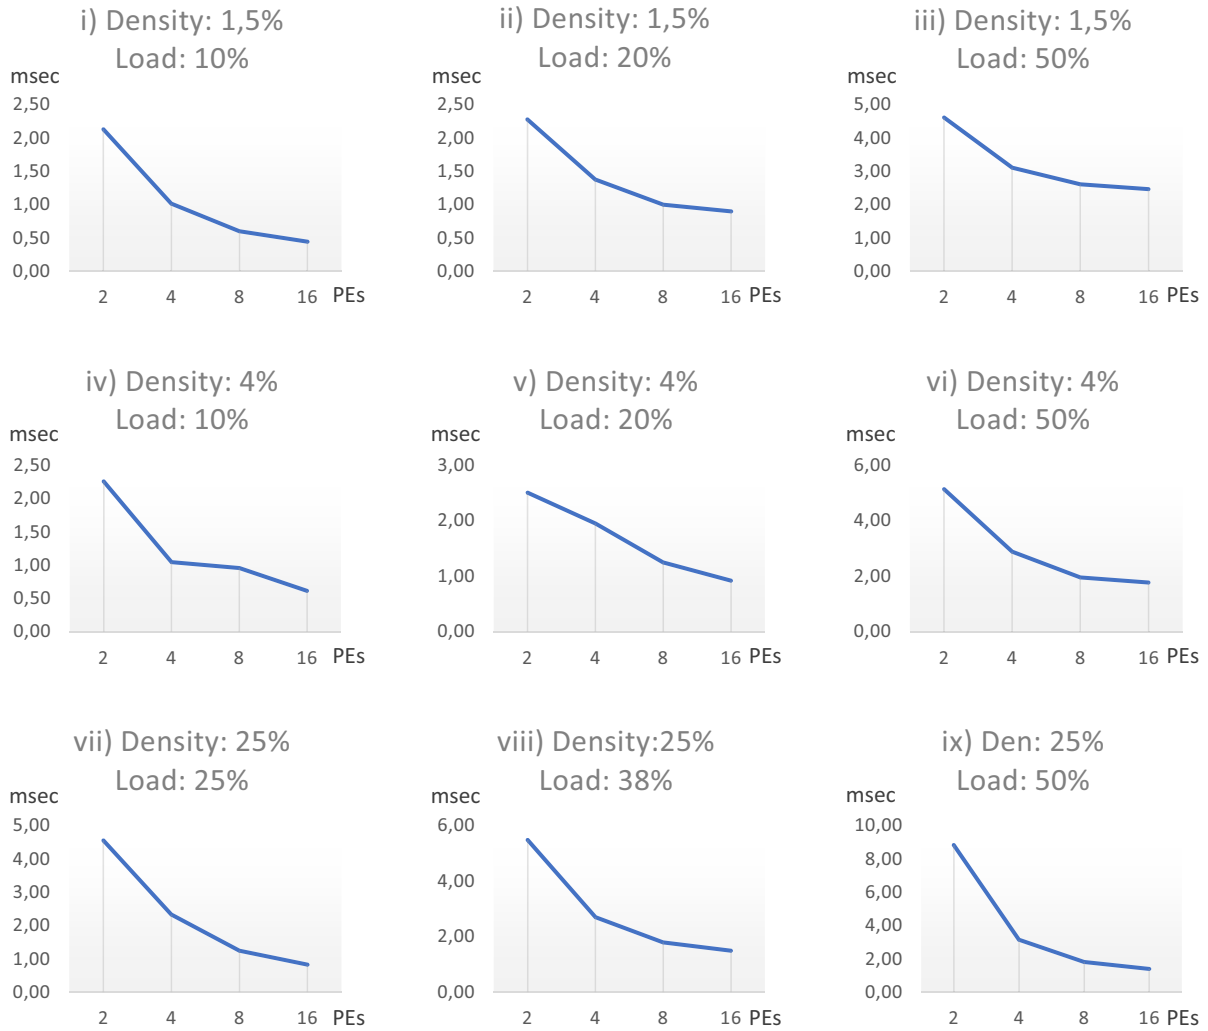 i) Density: 1,5%
Load: 10%
msec
2,50
2,00
1,50
1,00
0,50
0,00
2 4 8 16 PEs
ii) Density: 1,5%
Load: 20%
msec
2,50
2,00
1,50
1,00
0,50
0,00
2 4 8 16 PEs
iii) Density: 1,5%
Load: 50%
msec
5,00
4,00
3,00
2,00
1,00
0,00
2 4 8 16 PEs
iv) Density: 4%
Load: 10%
msec
2,50
2,00
1,50
1,00
0,50
0,00
2 4 8 16 PEs
v) Density: 4%
Load: 20%
msec
3,00
2,00
1,00
0,00
2 4 8 16 PEs
vi) Density: 4%
Load: 50%
msec
6,00
4,00
2,00
0,00
2 4 8 16 PEs
vii) Density: 25%
Load: 25%
msec
5,00
4,00
3,00
2,00
1,00
0,00
2 4 8 16 PEs
viii) Density:25%
Load: 38%
msec
6,00
4,00
2,00
0,00
2 4 8 16 PEs
ix) Den: 25%
Load: 50%
msec
10,00
8,00
6,00
4,00
2,00
0,00
2 4 8 16 PEs